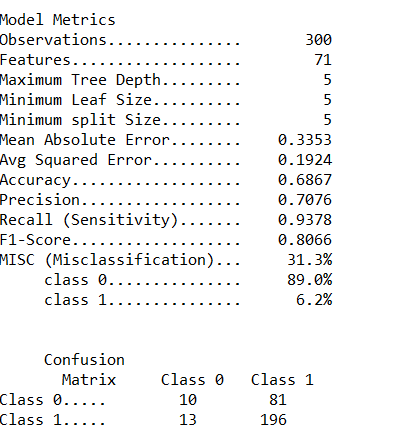 Model Metrics
Observations............... 300
Features................... 71
Maximum Tree Depth......... 5
Minimum Leaf Size.......... 5
Minimum split Size......... 5
Mean Absolute Error........ 0.3353
Avg Squared Error.......... 0.1924
Accuracy................... 0.6867
Precision.................. 0.7076
Recall (Sensitivity)....... 0.9378
F1-Score................... 0.8066
MISC (Misclassification)... 31.3%
class 0............... 89.0%
class 1............... 6.2%
Confusion
Matrix Class 0 Class 1
Class 0..... 10 81
Class 1..... 13 196